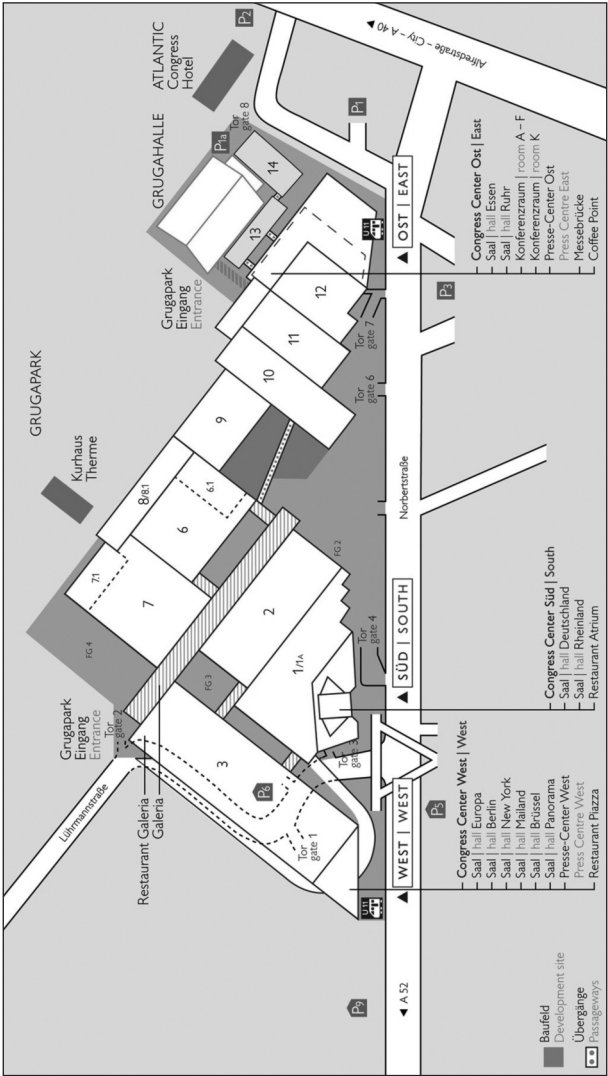 P2
ATLANTIC
Congress
Hotel
Alfredstraße – City – A 40
GRUGAHALLE
P1a
Tor
gate 8
P1
14
13
Grugapark
Eingang
Entrance
U 11
OST | EAST
Congress Center Ost | East
Saal | hall Essen
Saal | hall Ruhr
Konferenzraum | room A – F
Konferenzraum | room K
Presse-Center Ost
Press Centre East
Messebrücke
Coffee Point
P3
12
Tor
gate 7
11
10
Tor
gate 6
GRUGAPARK
Kurhaus
Therme
9
8/8.1
6.1
6
7.1
7
Norbertstraße
FG 4
FG 2
2
FG 3
1/1A
Tor
gate 4
SÜD | SOUTH
Congress Center Süd | South
Saal | hall Deutschland
Saal | hall Rheinland
Restaurant Atrium
Grugapark
Eingang
Entrance
Tor
gate 2
Lührmannstraße
Restaurant Galeria
Galeria
3
P6
Tor
gate 3
Tor
gate 1
P5
WEST | WEST
U 11
Congress Center West | West
Saal | hall Europa
Saal | hall Berlin
Saal | hall New York
Saal | hall Mailand
Saal | hall Brüssel
Saal | hall Panorama
Presse-Center West
Press Centre West
Restaurant Piazza
P9
A 52
Baufeld
Development site
Übergänge
Passageways